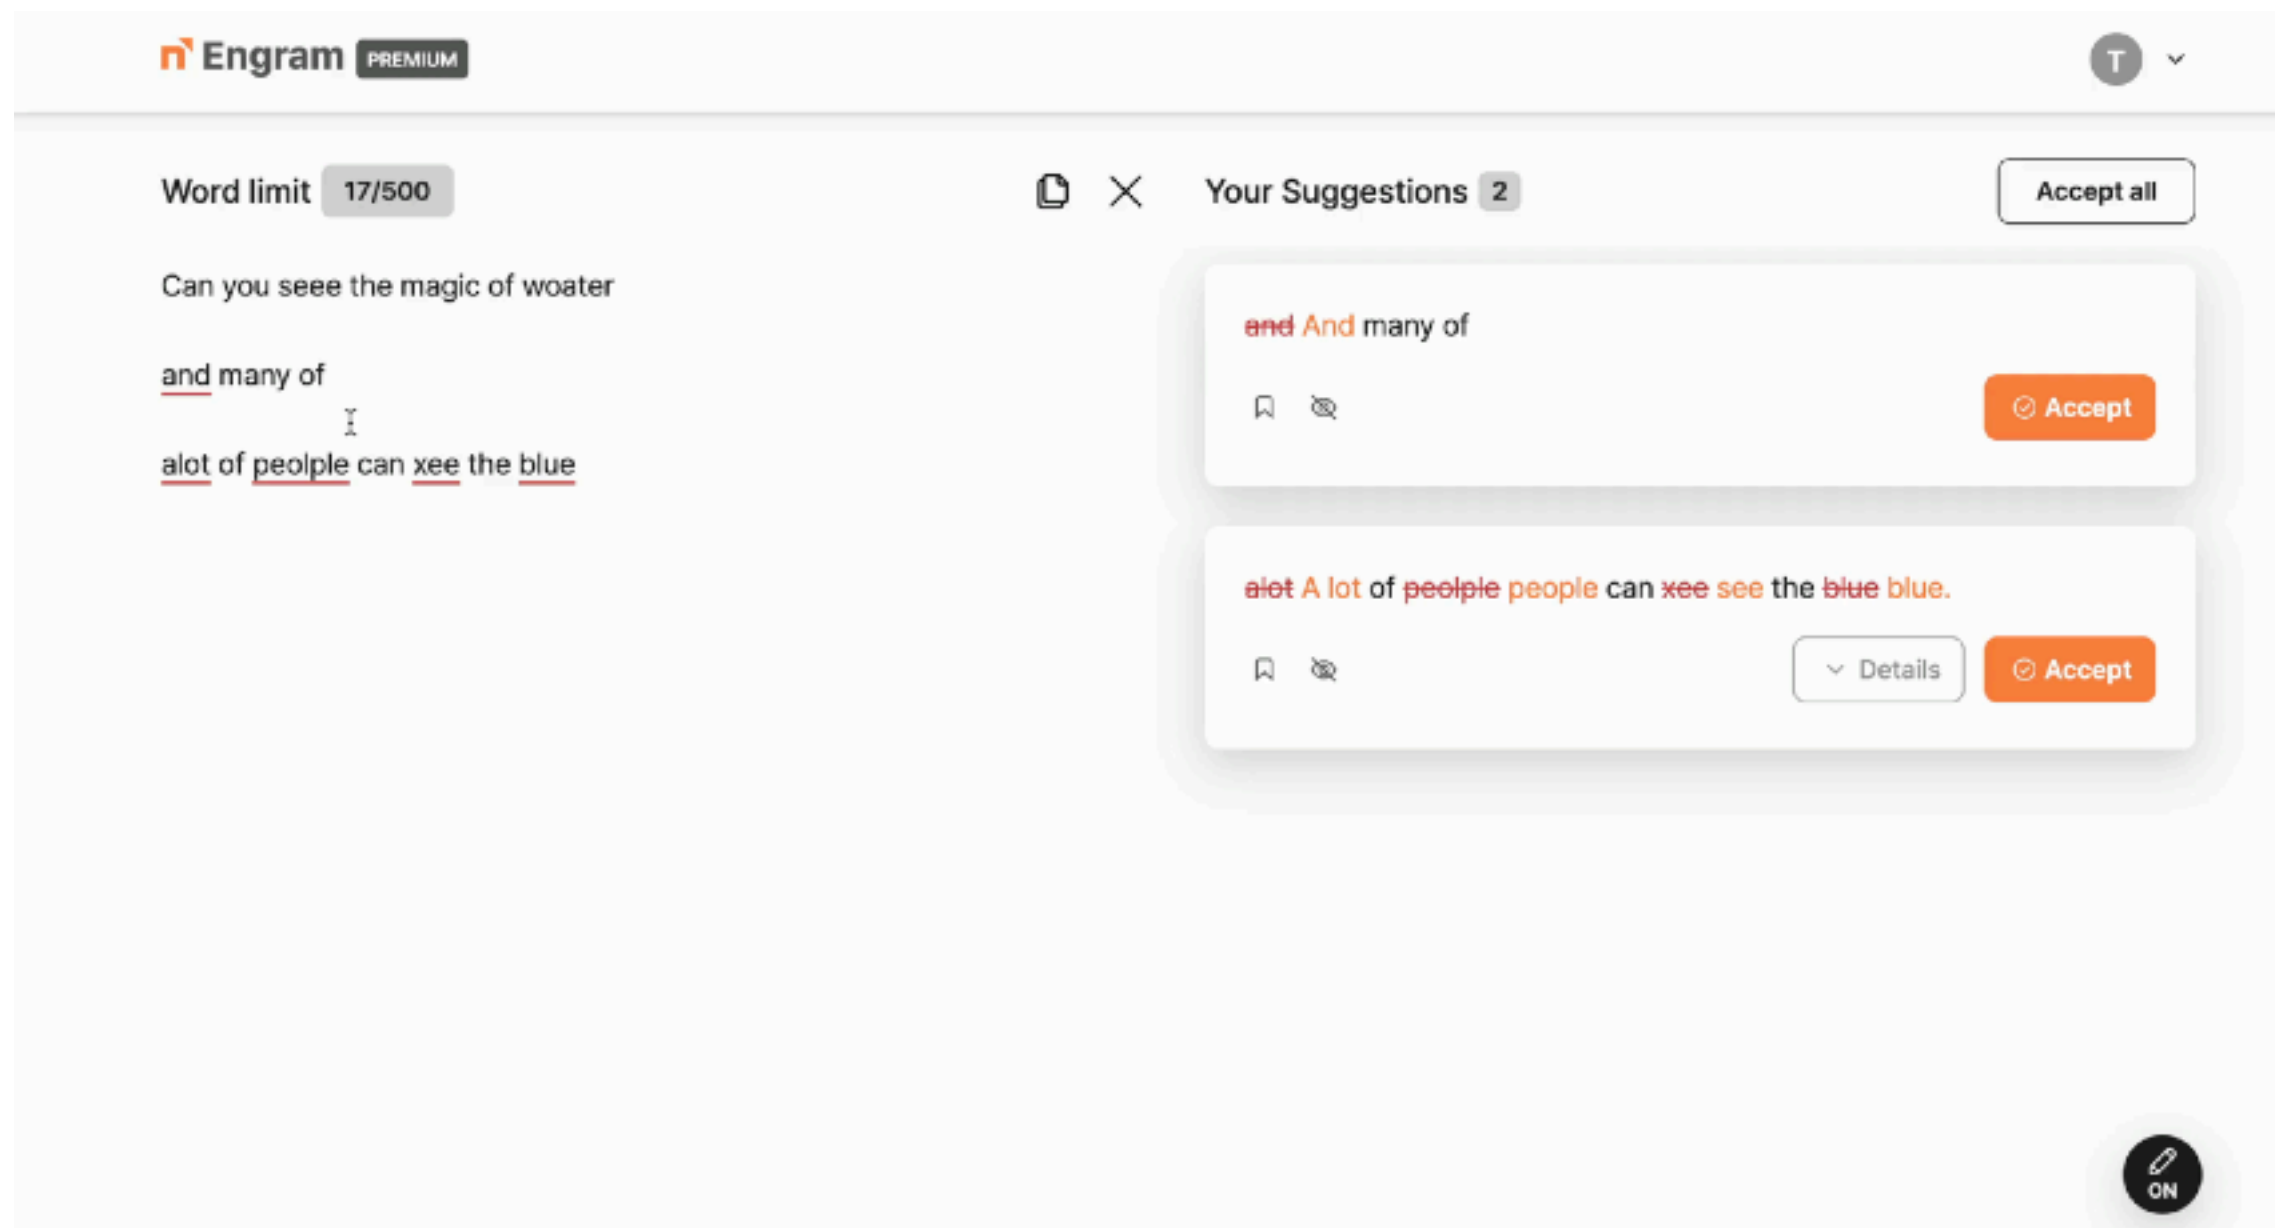 Engram PREMIUM
T
Word limit 17/500
Can you seee the magic of woater
and many of
alot of peolple can xee the blue
Your Suggestions 2
Accept all
and And many of
Accept
alot A lot of peolple people can xee see the blue blue.
Details
Accept
ON